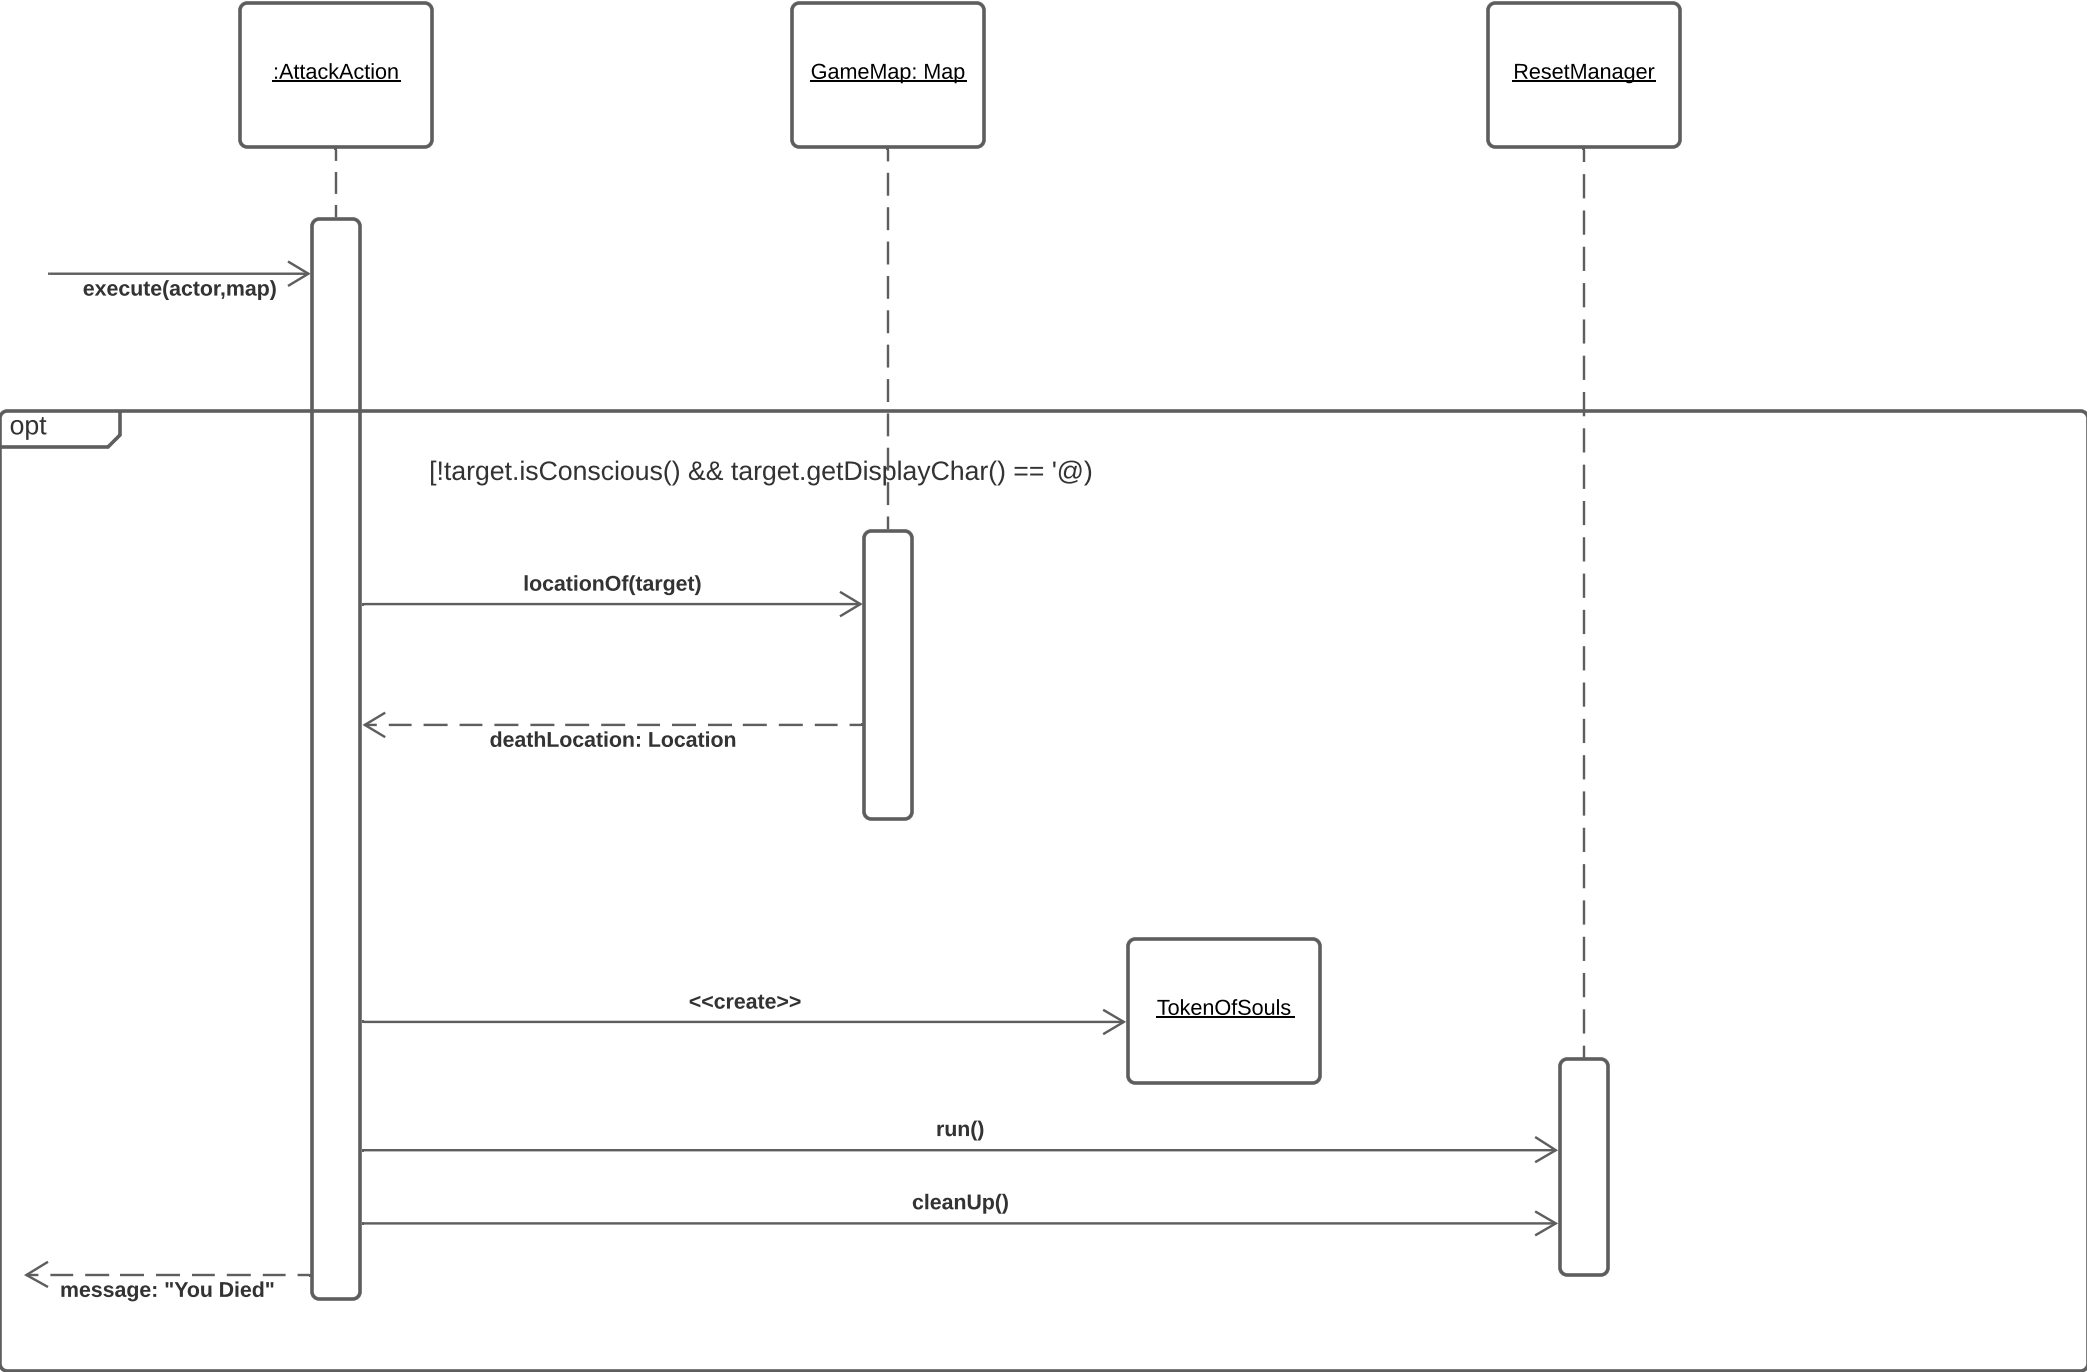 :AttackAction
GameMap: Map
ResetManager
execute(actor,map)
opt
[!target.isConscious() && target.getDisplayChar() == '@)
locationOf(target)
deathLocation: Location
<<create>>
TokenOfSouls
run()
cleanUp()
message: "You Died"